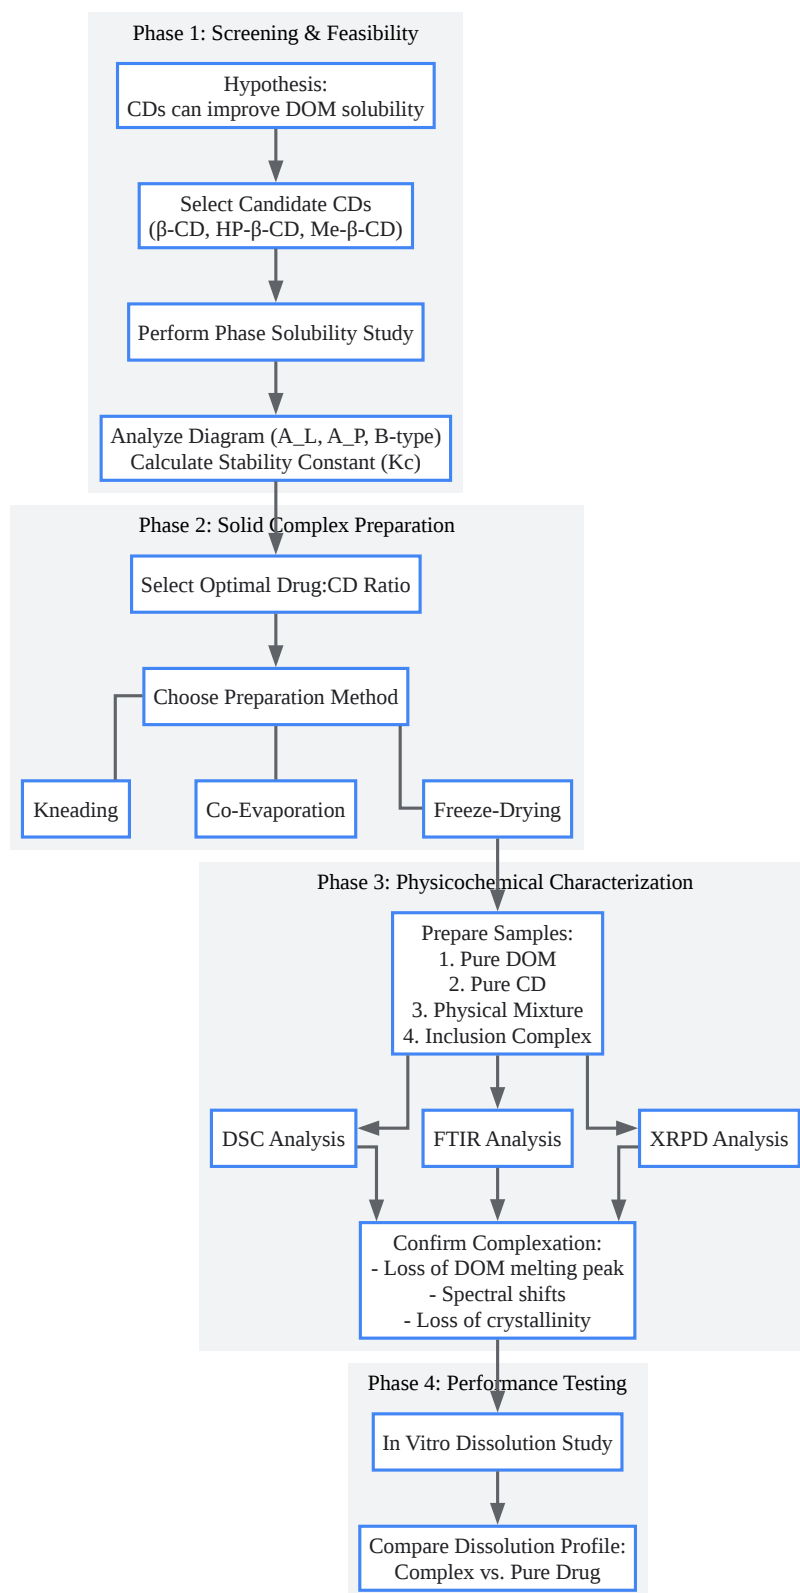 Phase 1: Screening & Feasibility
Hypothesis:
CDs can improve DOM solubility
Select Candidate CDs
(β-CD, HP-β-CD, Me-β-CD)
Perform Phase Solubility Study
Analyze Diagram (A_L, A_P, B-type)
Calculate Stability Constant (Kc)
Phase 2: Solid Complex Preparation
Select Optimal Drug:CD Ratio
Choose Preparation Method
Kneading
Co-Evaporation
Freeze-Drying
Phase 3: Physicochemical Characterization
Prepare Samples:
1. Pure DOM
2. Pure CD
3. Physical Mixture
4. Inclusion Complex
DSC Analysis
FTIR Analysis
XRPD Analysis
Confirm Complexation:
- Loss of DOM melting peak
- Spectral shifts
- Loss of crystallinity
Phase 4: Performance Testing
In Vitro Dissolution Study
Compare Dissolution Profile:
Complex vs. Pure Drug